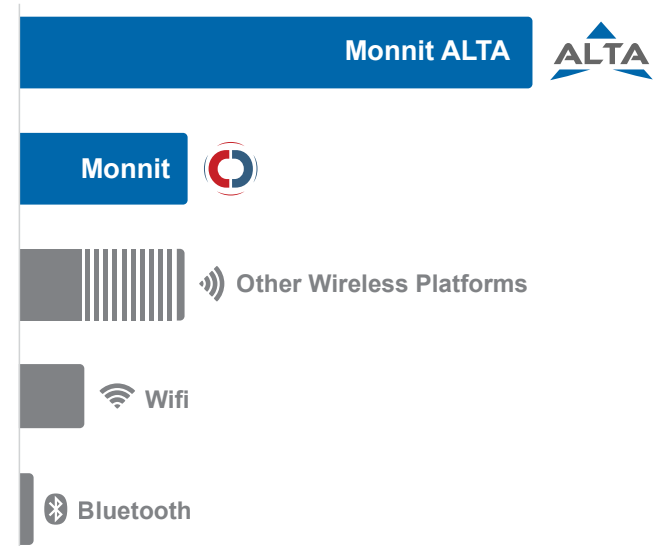 Monnit ALTA
ALTA
Monnit
Other Wireless Platforms
Wifi
Bluetooth